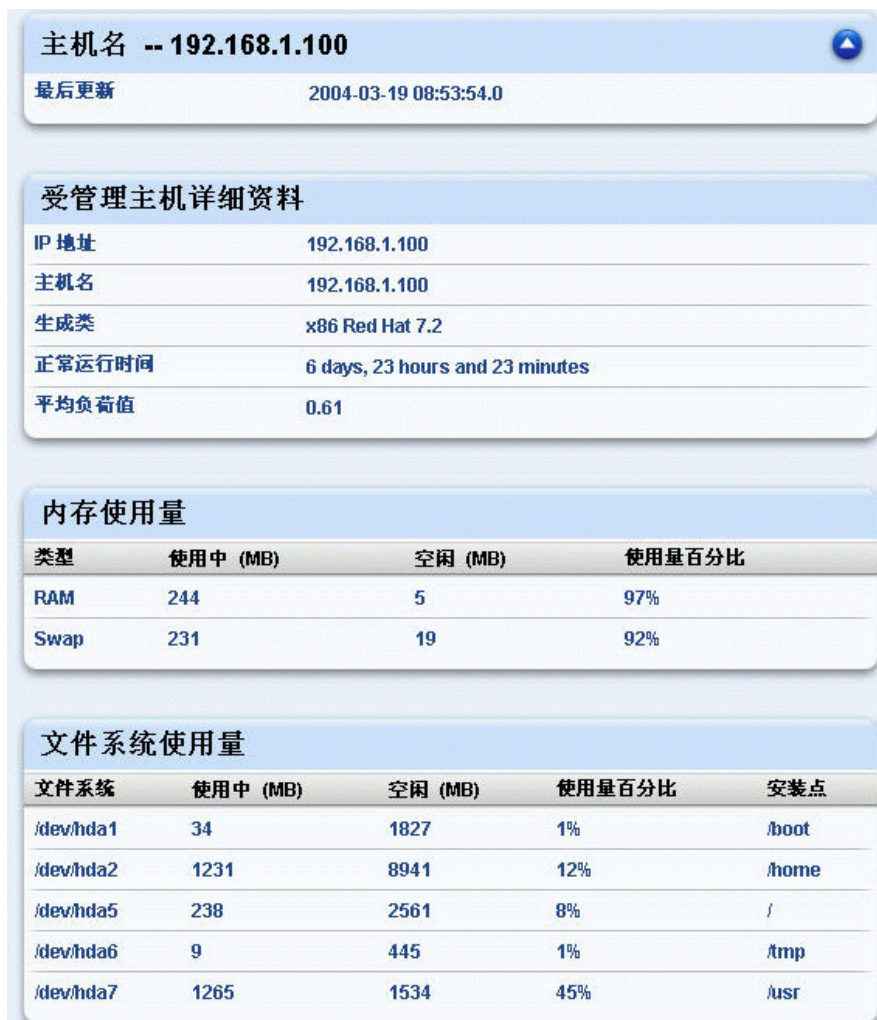 主机名 -- 192.168.1.100
最后更新 2004-03-19 08:53:54.0
受管理主机详细资料
IP 地址 192.168.1.100
主机名 192.168.1.100
生成类 x86 Red Hat 7.2
正常运行时间 6 days, 23 hours and 23 minutes
平均负荷值 0.61
内存使用量
类型 使用中 (MB) 空闲 (MB) 使用量百分比
RAM 244 5 97%
Swap 231 19 92%
文件系统使用量
文件系统 使用中 (MB) 空闲 (MB) 使用量百分比 安装点
/dev/hda1 34 1827 1% /boot
/dev/hda2 1231 8941 12% /home
/dev/hda5 238 2561 8% /
/dev/hda6 9 445 1% /tmp
/dev/hda7 1265 1534 45% /usr